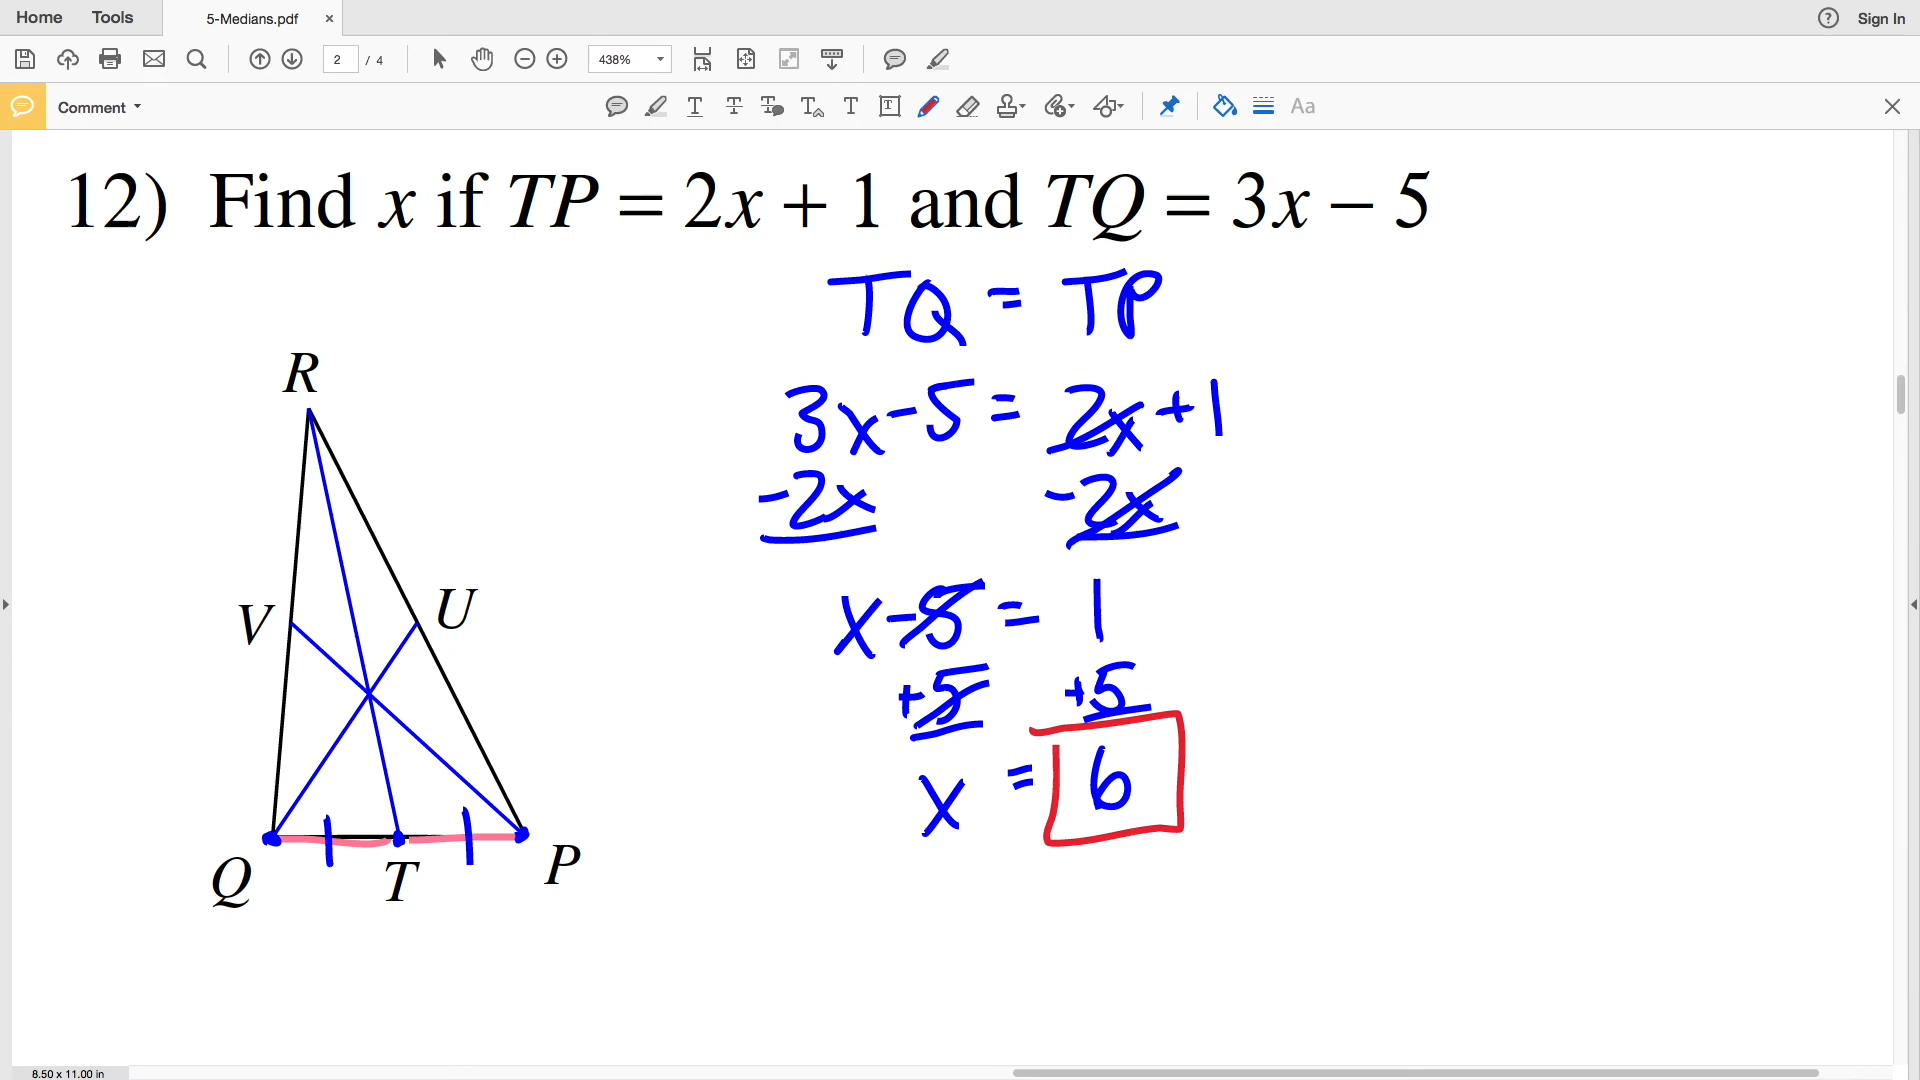 Home Tools 5-Medians.pdf × ? Sign In
2 / 4 438%
Comment Aa
12) Find x if TP = 2x + 1 and TQ = 3x − 5
TQ = TP
R
3x - 5 = 2x + 1
-2x -2x
V U
x - 5 = 1
+5 +5
x = 6
Q T P
8.50 x 11.00 in